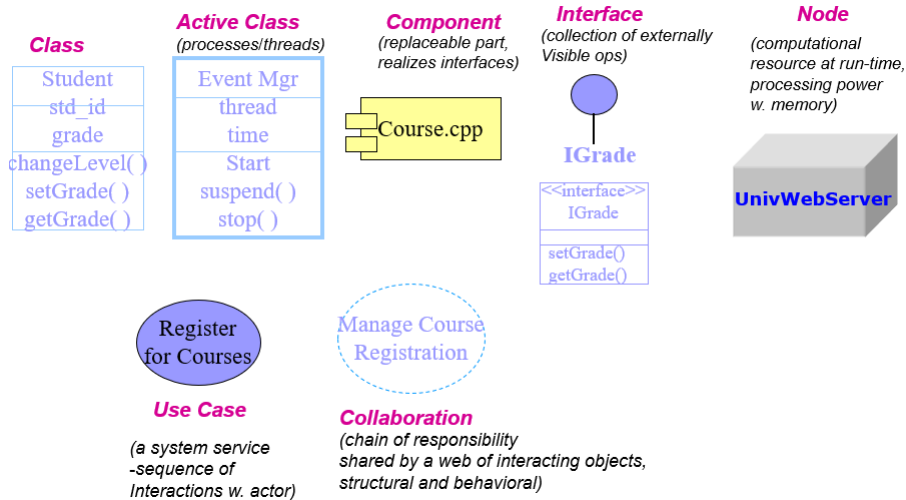 Class
Student
std_id
grade
changeLevel( )
setGrade( )
getGrade( )
Active Class
(processes/threads)
Event Mgr
thread
time
Start
suspend( )
stop( )
Component
(replaceable part,
realizes interfaces)
Course.cpp
Interface
(collection of externally
Visible ops)
IGrade
<<interface>>
IGrade
setGrade()
getGrade()
Node
(computational
resource at run-time,
processing power
w. memory)
UnivWebServer
Register
for Courses
Use Case
(a system service
-sequence of
Interactions w. actor)
Manage Course
Registration
Collaboration
(chain of responsibility
shared by a web of interacting objects,
structural and behavioral)